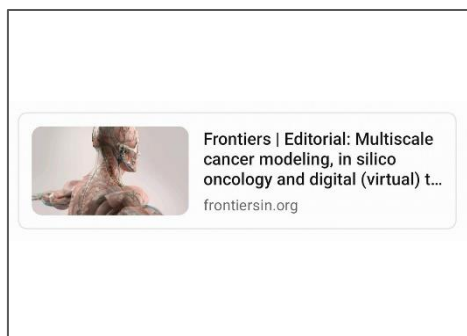 Frontiers | Editorial: Multiscale
cancer modeling, in silico
oncology and digital (virtual) t...
frontiersin.org